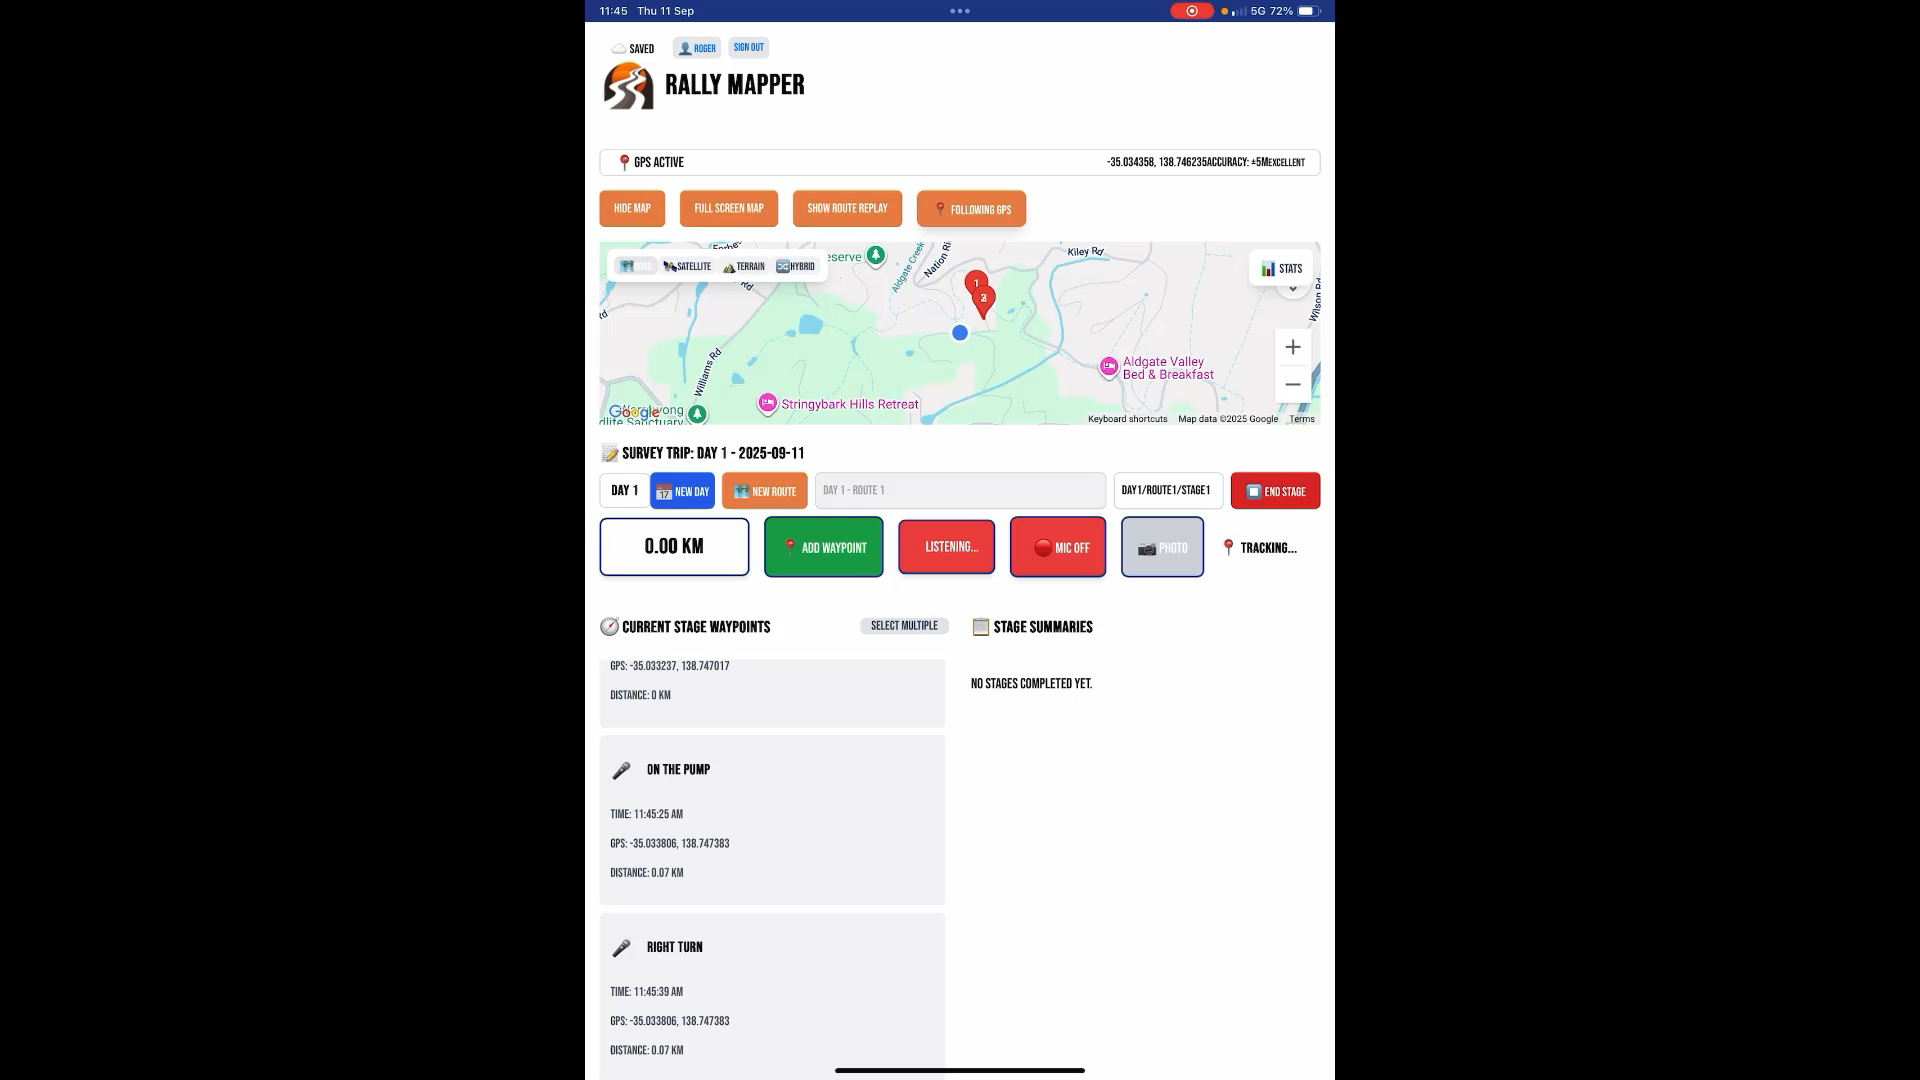 11:45 Thu 11 Sep
5G 72%
SAVED
ROGER
SIGN OUT
RALLY MAPPER
GPS ACTIVE
-35.034358, 138.746235ACCURACY: ±5MEXCELLENT
HIDE MAP
FULL SCREEN MAP
SHOW ROUTE REPLAY
FOLLOWING GPS
SATELLITE
TERRAIN
HYBRID
eserve
Aldgate Creek
Kiley Rd
STATS
1
Rd
Wilson Rd
Williams Rd
Aldgate Valley
Bed & Breakfast
Stringybark Hills Retreat
Google
Keyboard shortcuts
Map data ©2025 Google
Terms
SURVEY TRIP: DAY 1 - 2025-09-11
DAY 1
17
NEW DAY
NEW ROUTE
DAY 1 - ROUTE 1
DAY1/ROUTE1/STAGE1
END STAGE
0.00 KM
ADD WAYPOINT
LISTENING...
MIC OFF
PHOTO
TRACKING...
CURRENT STAGE WAYPOINTS
SELECT MULTIPLE
STAGE SUMMARIES
GPS: -35.033237, 138.747017
DISTANCE: 0 KM
NO STAGES COMPLETED YET.
ON THE PUMP
TIME: 11:45:25 AM
GPS: -35.033806, 138.747383
DISTANCE: 0.07 KM
RIGHT TURN
TIME: 11:45:39 AM
GPS: -35.033806, 138.747383
DISTANCE: 0.07 KM